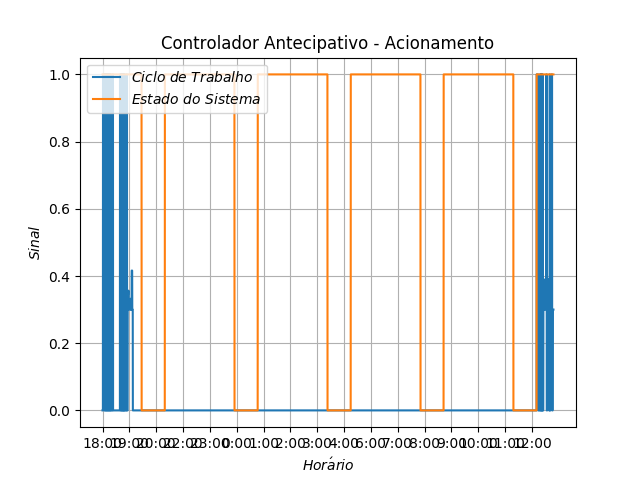 Controlador Antecipativo - Acionamento
Ciclo de Trabalho
Estado do Sistema
1.0
0.8
0.6
0.4
0.2
0.0
Sinal
18:00 19:00 20:00 22:00 23:00 0:00 1:00 2:00 3:00 4:00 6:00 7:00 8:00 9:00 10:00 11:00 12:00
Horário